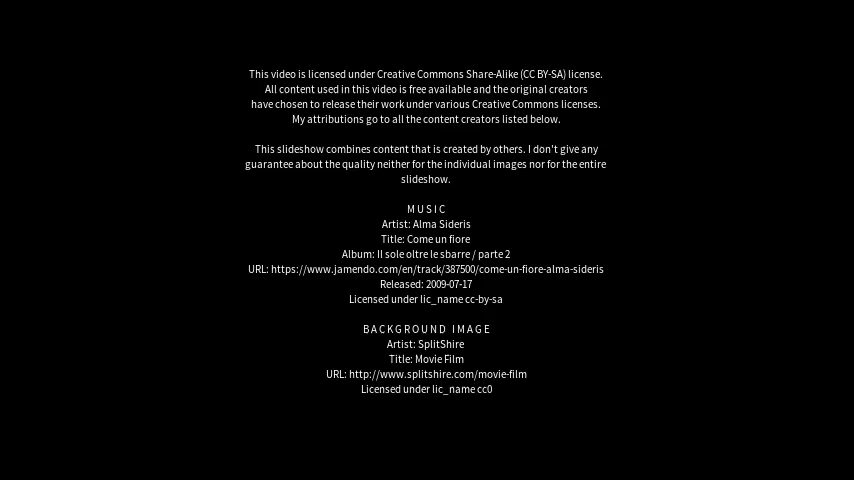 This video is licensed under Creative Commons Share-Alike (CC BY-SA) license.
All content used in this video is free available and the original creators
have chosen to release their work under various Creative Commons licenses.
My attributions go to all the content creators listed below.
This slideshow combines content that is created by others. I don't give any
guarantee about the quality neither for the individual images nor for the entire
slideshow.
MUSIC
Artist: Alma Sideris
Title: Come un fiore
Album: Il sole oltre le sbarre / parte 2
URL: https://www.jamendo.com/en/track/387500/come-un-fiore-alma-sideris
Released: 2009-07-17
Licensed under lic_name cc-by-sa
BACKGROUND IMAGE
Artist: SplitShire
Title: Movie Film
URL: http://www.splitshire.com/movie-film
Licensed under lic_name cc0